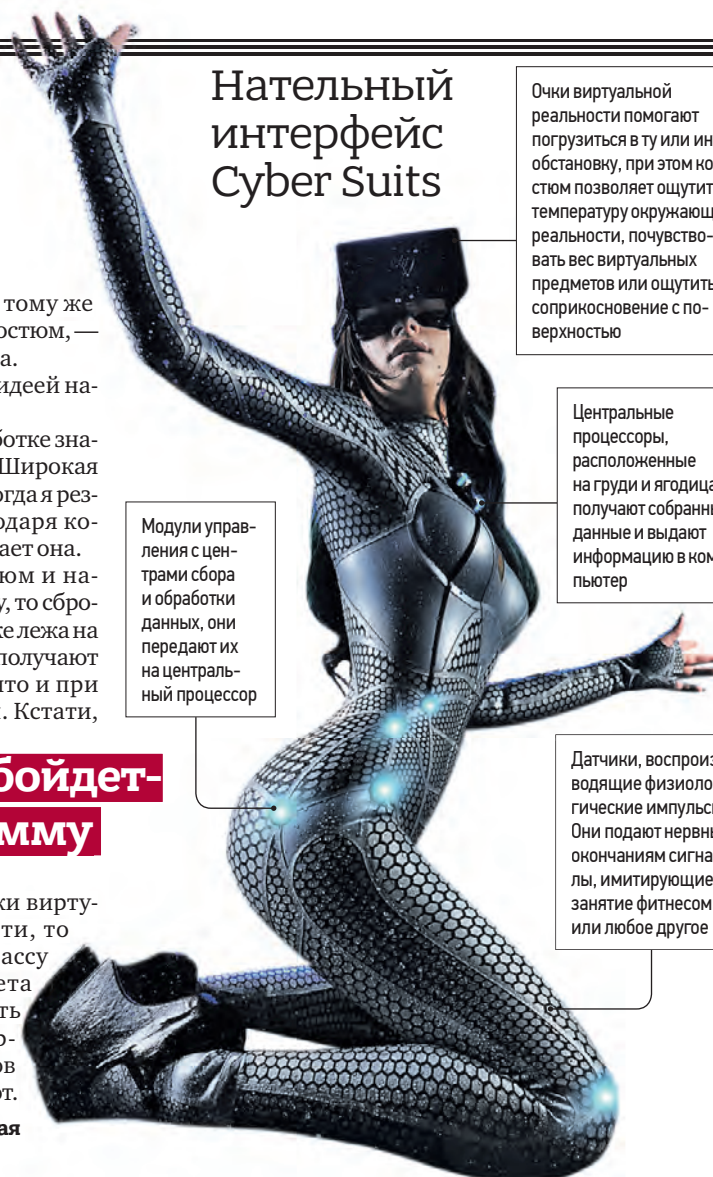 Нательный
интерфейс
Cyber Suits
Очки виртуальной
реальности помогают
погрузиться в ту или ин
обстановку, при этом ко
стюм позволяет ощутит
температуру окружающ
реальности, почувство-
вать вес виртуальных
предметов или ощутить
соприкосновение с по-
верхностью
Центральные
процессоры,
расположенные
на груди и ягодица
получают собранны
данные и выдают
информацию в ком
пьютер
Модули управ-
ления с цен-
трами сбора
и обработки
данных, они
передают их
на централь-
ный процессор
Датчики, воспроиз
водящие физиоло
гические импульс
Они подают нервны
окончаниям сигна
лы, имитирующие
занятие фитнесом
или любое другое
тому же
остюм, —
а.
идеей на-
ботке зна-
Широкая
огда я рез-
одаря ко-
ает она.
юм и на-
у, то сбро-
же лежа на
получают
что и при
. Кстати,
бойдет-
мму
ки вирту-
ти, то
ассу
ета
ть
р-
ов
от.
ая